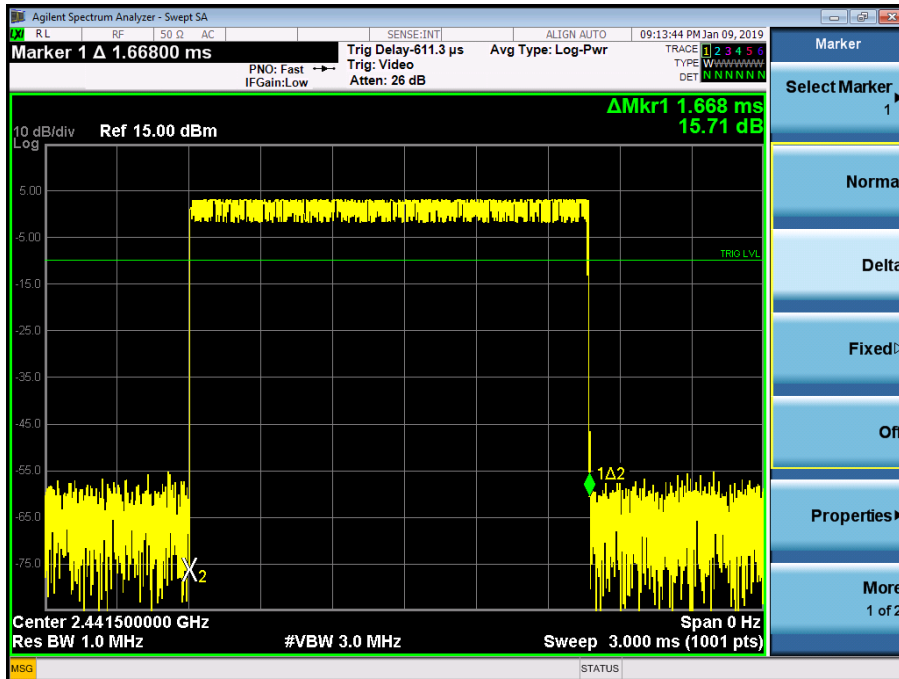 Agilent Spectrum Analyzer - Swept SA
LXI RL RF 50 Ω AC SENSE:INT ALIGN AUTO 09:13:44 PM Jan 09, 2019
Marker 1 Δ 1.66800 ms
PNO: Fast
IFGain:Low
Trig Delay-611.3 µs
Trig: Video
Atten: 26 dB
Avg Type: Log-Pwr
TRACE 1 2 3 4 5 6
TYPE WWWWWW
DET N N N N N N
ΔMkr1 1.668 ms
15.71 dB
10 dB/div Ref 15.00 dBm
Log
5.00
-5.00
TRIG LVL
-15.0
-25.0
-35.0
-45.0
-55.0
1Δ2
-65.0
-75.0
2
Center 2.441500000 GHz Span 0 Hz
Res BW 1.0 MHz #VBW 3.0 MHz Sweep 3.000 ms (1001 pts)
MSG STATUS
Marker
Select Marker
1
Norma
Delta
Fixed
Off
Properties
More
1 of 2